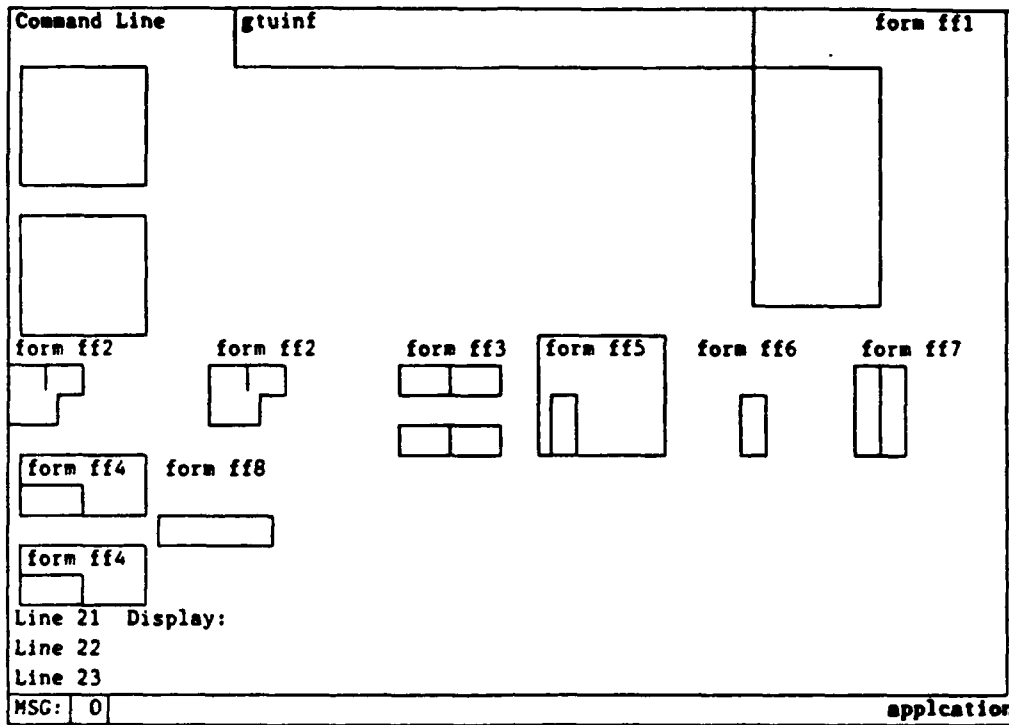 Command Line gtuinf form ff1
form ff2 form ff2 form ff3 form ff5 form ff6 form ff7
form ff4 form ff8
form ff4
Line 21 Display:
Line 22
Line 23
MSG: 0 applcation